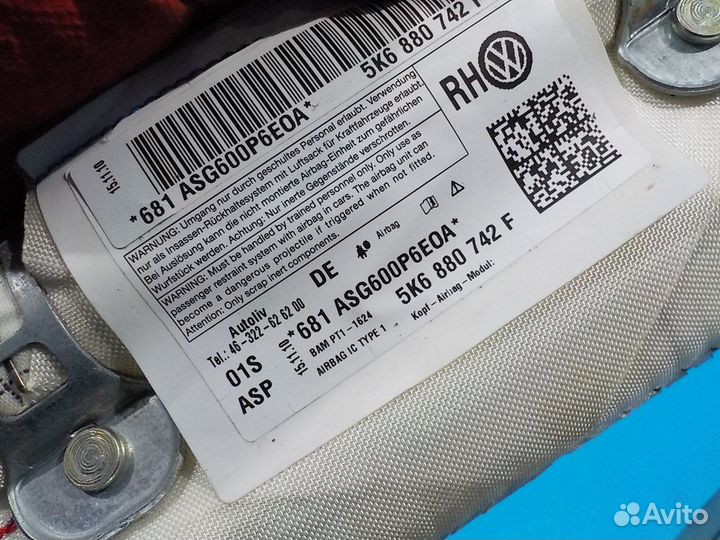 5K6 880 742 F
15.11.10
*681 ASG600P6EOA*
RH
WARNUNG: Umgang nur durch geschultes Personal erlaubt. Verwendung
nur als Insassen-Rückhaltesystem mit Luftsack für Kraftfahrzeuge erlaubt.
Bei Auslösung kann die nicht montierte Airbag-Einheit zum gefährlichen
Wurfstück werden. Achtung: Nur inerte Gegenstände verschrotten.
WARNING: Must be handled by trained personnel only. Only use as
passenger restraint system with airbag in cars. The airbag unit can
become a dangerous projectile if triggered when not fitted.
Attention: Only scrap inert components.
Autoliv
DE
Airbag
Tel.: 46-322-62 62 00
01S
ASP
15.11.10
*681 ASG600P6EOA*
5K6 880 742 F
BAM PT1-1624
AIRBAG IC TYPE 1
Kopf-Airbag-Modul:
Avito